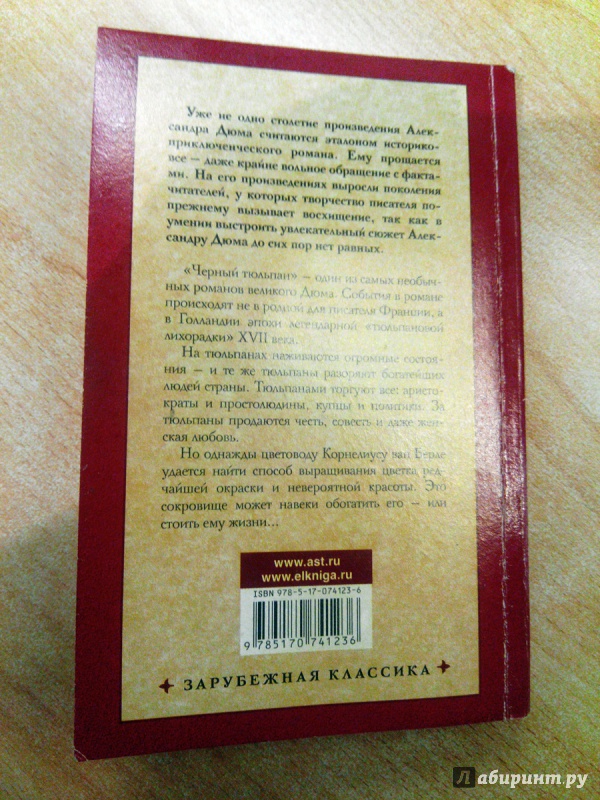 Уже не одно столетие произведения Алек-
сандра Дюма считаются эталоном историко-
приключенческого романа. Ему прощается
все – даже крайне вольное обращение с факта-
ми. На его произведениях выросли поколения
читателей, у которых творчество писателя по-
прежнему вызывает восхищение, так как в
умении выстроить увлекательный сюжет Алек-
сандру Дюма до сих пор нет равных.
«Черный тюльпан» – один из самых необыч-
ных романов великого Дюма. События в романе
происходят не в родной для писателя Франции, а
в Голландии эпохи легендарной «тюльпановой
лихорадки» XVII века.
На тюльпанах наживаются огромные состоя-
ния – и те же тюльпаны разоряют богатейших
людей страны. Тюльпанами торгуют все: аристо-
краты и простолюдины, купцы и политики. За
тюльпаны продаются честь, совесть и даже жен-
ская любовь.
Но однажды цветоводу Корнелиусу ван Берле
удается найти способ выращивания цветка ред-
чайшей окраски и невероятной красоты. Это
сокровище может навеки обогатить его – или
стоить ему жизни...
www.ast.ru
www.elkniga.ru
ISBN 978-5-17-074123-6
9 785170 741236
ЗАРУБЕЖНАЯ КЛАССИКА
Лабиринт.ру